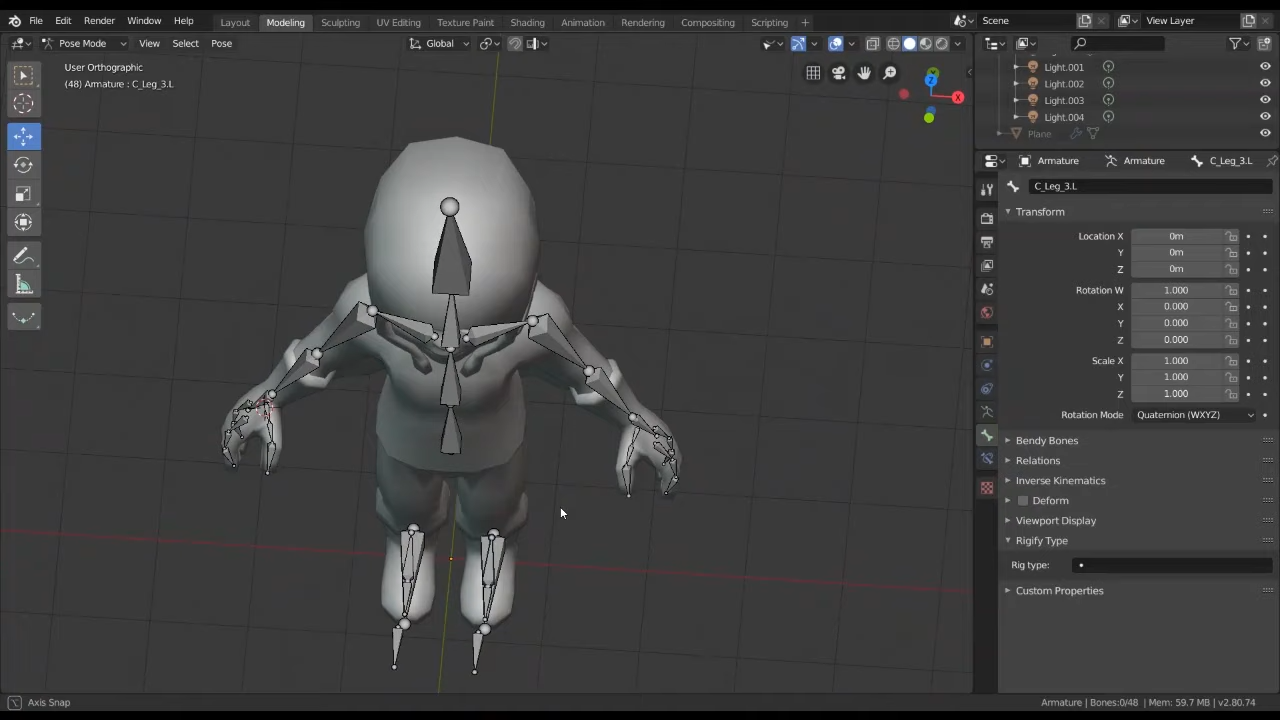 File Edit Render Window Help Layout Modeling Sculpting UV Editing Texture Paint Shading Animation Rendering Compositing Scripting + Scene View Layer
Pose Mode View Select Pose Global
User Orthographic
(48) Armature : C_Leg_3.L
X
Z
Light.001
Light.002
Light.003
Light.004
Plane
Armature Armature C_Leg_3.L
C_Leg_3.L
Transform
Location X 0m
Y 0m
Z 0m
Rotation W 1.000
X 0.000
Y 0.000
Z 0.000
Scale X 1.000
Y 1.000
Z 1.000
Rotation Mode Quaternion (WXYZ)
Bendy Bones
Relations
Inverse Kinematics
Deform
Viewport Display
Rigify Type
Rig type:
Custom Properties
Axis Snap
Armature | Bones:0/48 | Mem: 59.7 MB | v2.80.74